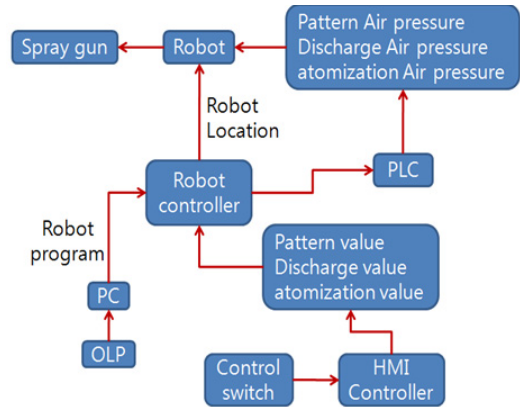 Spray gun
Robot
Pattern Air pressure
Discharge Air pressure
atomization Air pressure
Robot
Location
Robot
controller
PLC
Robot
program
Pattern value
Discharge value
atomization value
PC
OLP
Control
switch
HMI
Controller